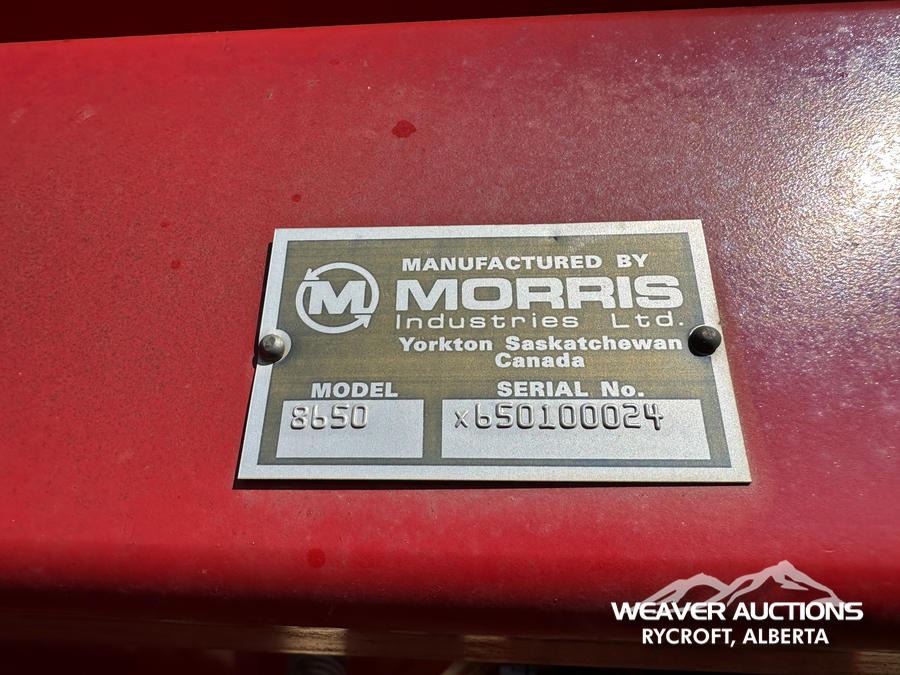 MANUFACTURED BY
M
MORRIS
Industries Ltd.
Yorkton Saskatchewan
Canada
MODEL
8650
SERIAL No.
x650100024
WEAVER AUCTIONS
RYCROFT, ALBERTA